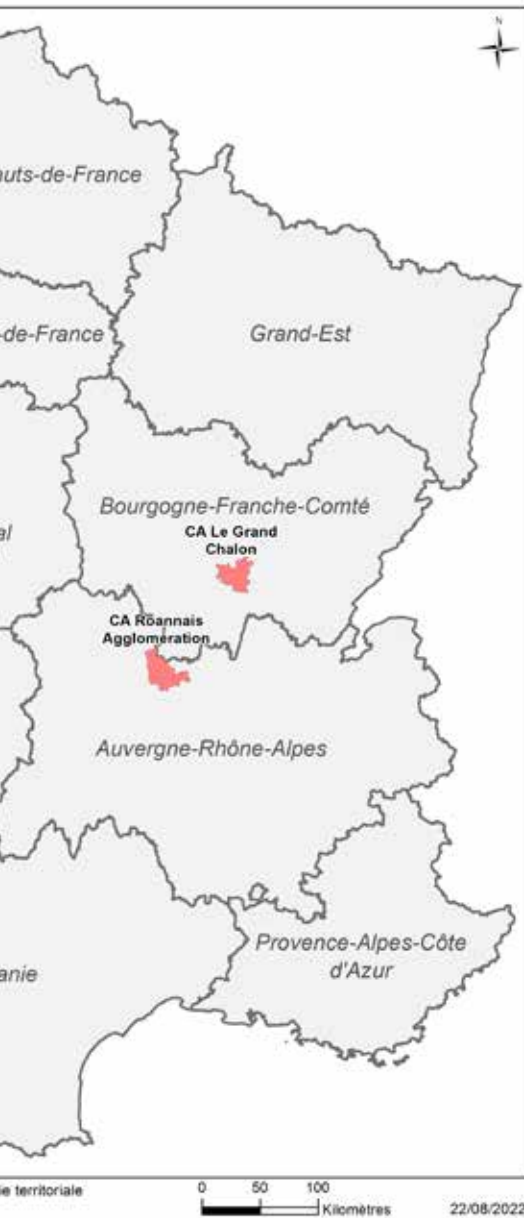 N
auts-de-France
-de-France
Grand-Est
Bourgogne-Franche-Comté
al
CA Le Grand
Chalon
CA Roannais
Agglomération
Auvergne-Rhône-Alpes
Provence-Alpes-Côte
d'Azur
anie
ie territoriale
0 50 100
Kilomètres
22/08/2022